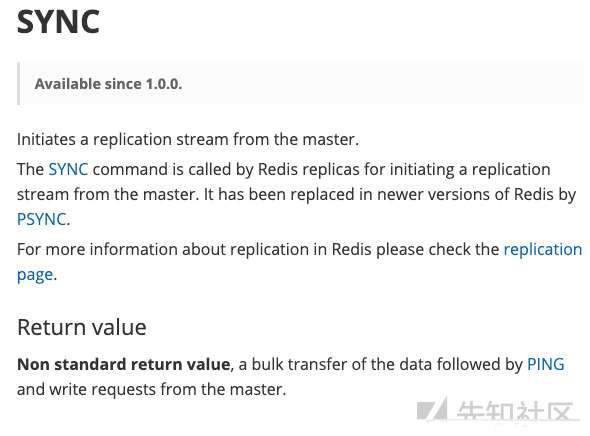 SYNC
Available since 1.0.0.
Initiates a replication stream from the master.
The SYNC command is called by Redis replicas for initiating a replication
stream from the master. It has been replaced in newer versions of Redis by
PSYNC.
For more information about replication in Redis please check the replication
page.
Return value
Non standard return value, a bulk transfer of the data followed by PING
and write requests from the master.
先知社区